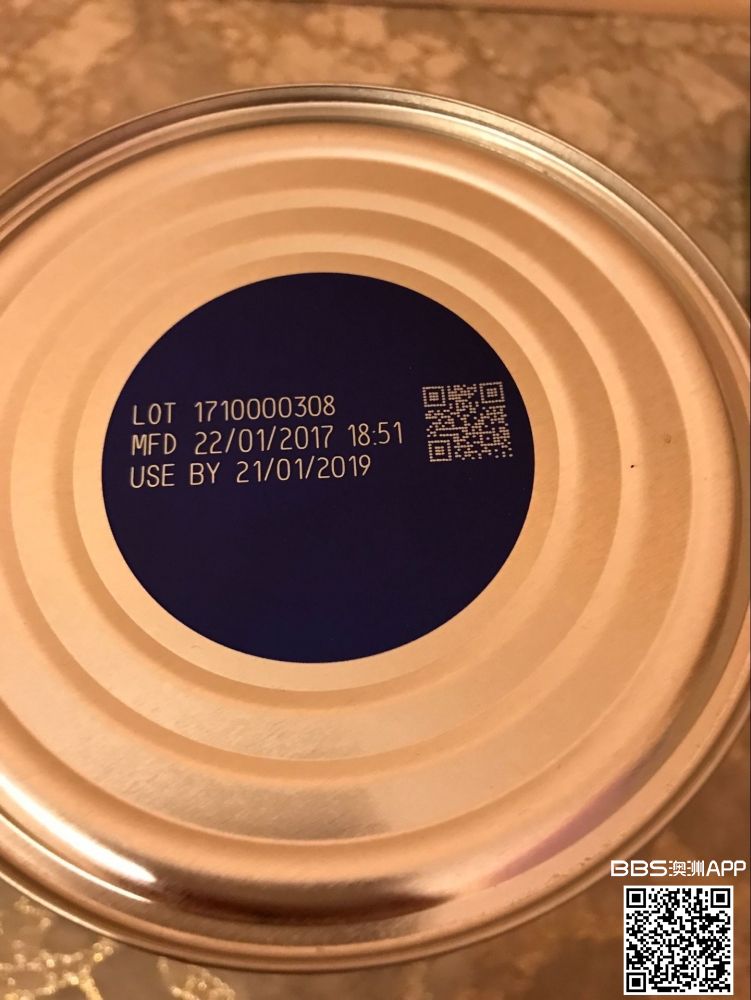 LOT 1710000308
MFD 22/01/2017 18:51
USE BY 21/01/2019
BBS澳洲APP